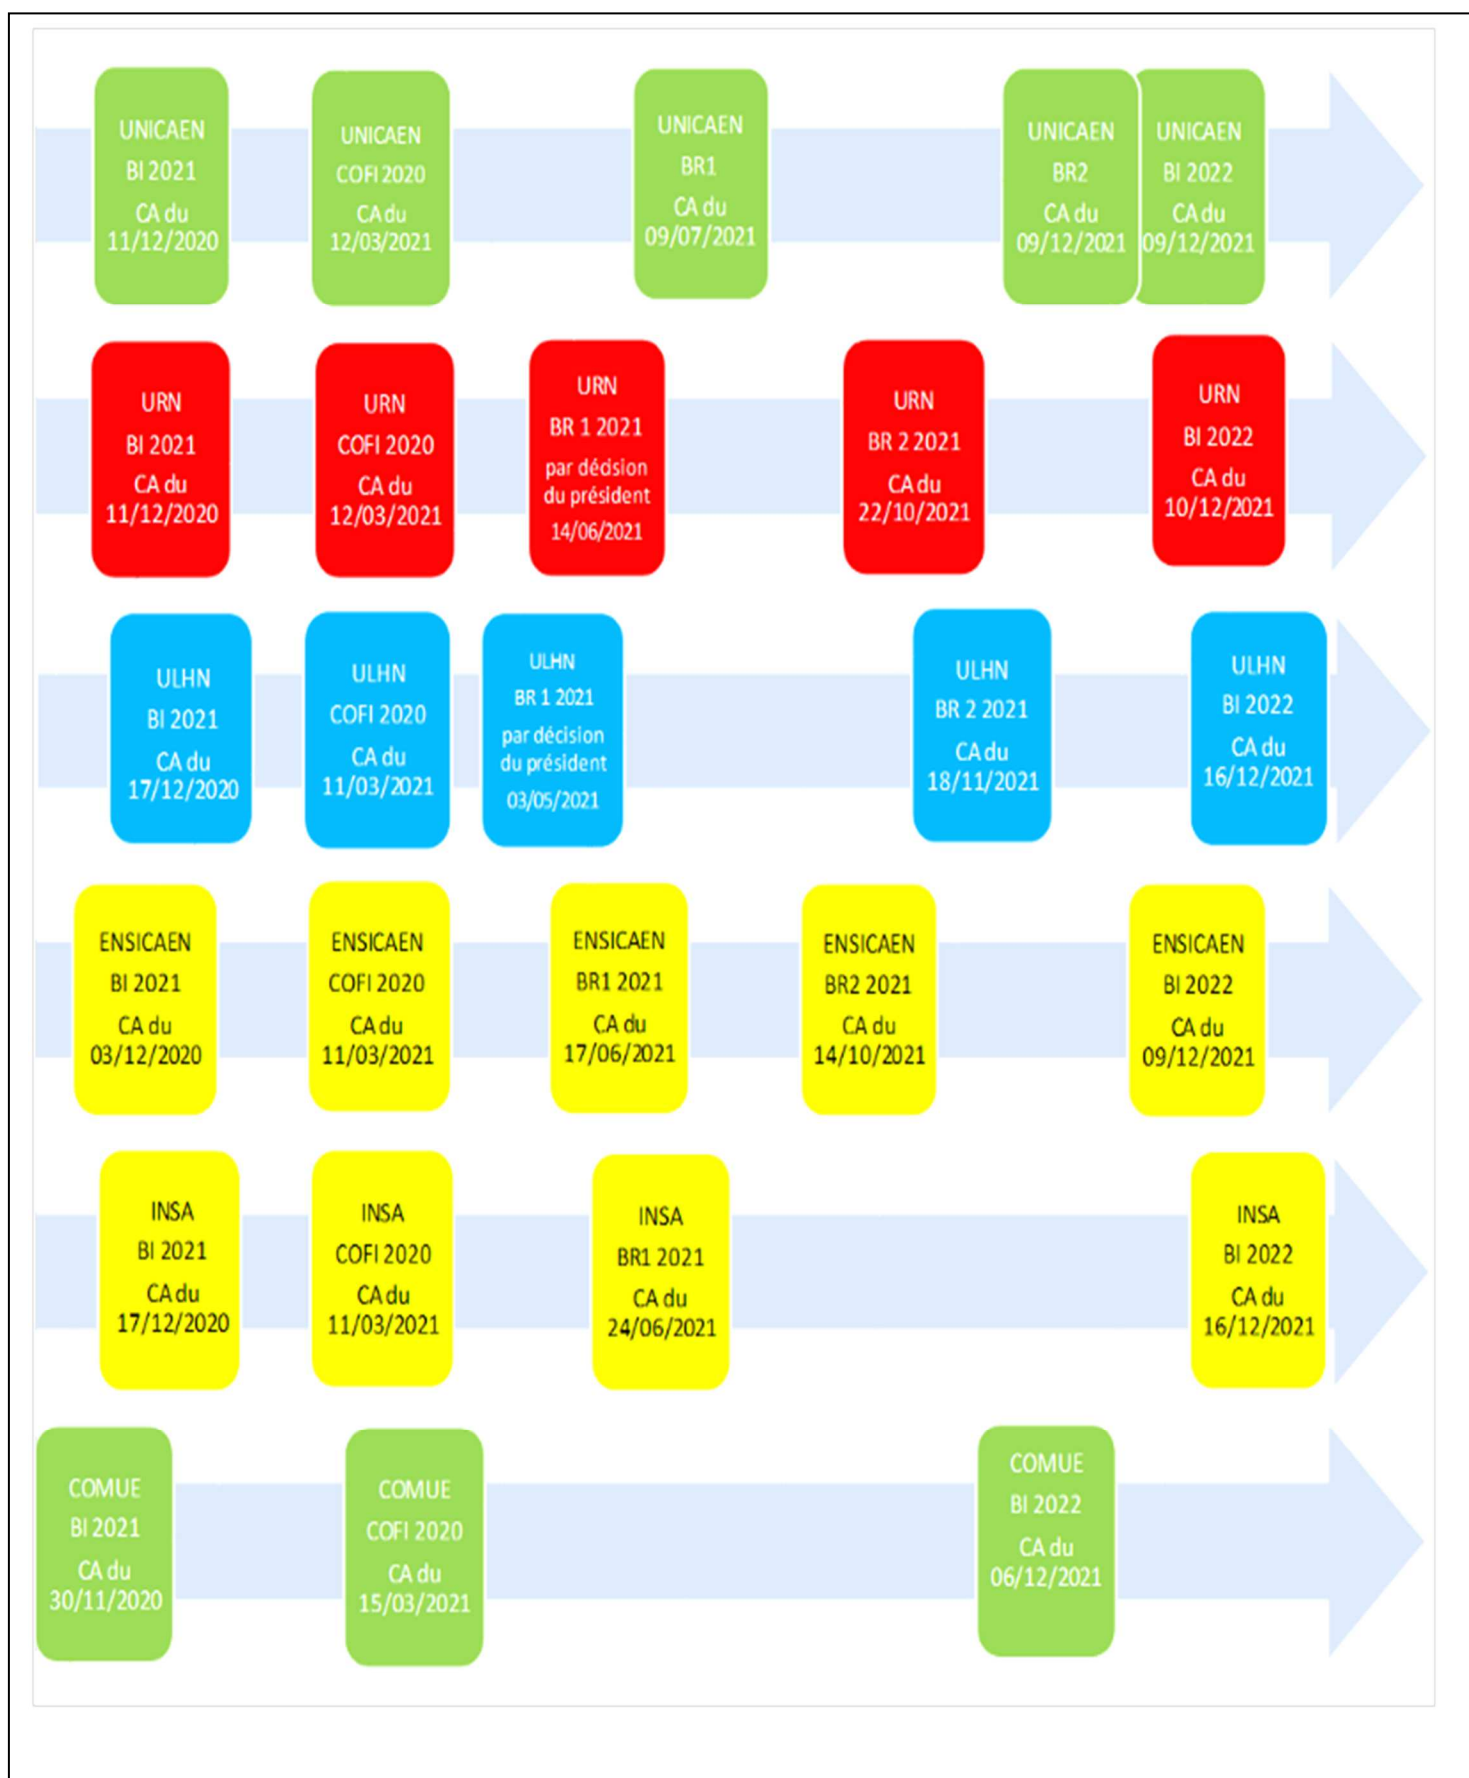 UNICAEN
BI 2021
CA du
11/12/2020
UNICAEN
COFI 2020
CA du
12/03/2021
UNICAEN
BR1
CA du
09/07/2021
UNICAEN
BR2
CA du
09/12/2021
UNICAEN
BI 2022
CA du
09/12/2021
URN
BI 2021
CA du
11/12/2020
URN
COFI 2020
CA du
12/03/2021
URN
BR 1 2021
par décision
du président
14/06/2021
URN
BR 2 2021
CA du
22/10/2021
URN
BI 2022
CA du
10/12/2021
ULHN
BI 2021
CA du
17/12/2020
ULHN
COFI 2020
CA du
11/03/2021
ULHN
BR 1 2021
par décision
du président
03/05/2021
ULHN
BR 2 2021
CA du
18/11/2021
ULHN
BI 2022
CA du
16/12/2021
ENSICAEN
BI 2021
CA du
03/12/2020
ENSICAEN
COFI 2020
CA du
11/03/2021
ENSICAEN
BR1 2021
CA du
17/06/2021
ENSICAEN
BR2 2021
CA du
14/10/2021
ENSICAEN
BI 2022
CA du
09/12/2021
INSA
BI 2021
CA du
17/12/2020
INSA
COFI 2020
CA du
11/03/2021
INSA
BR1 2021
CA du
24/06/2021
INSA
BI 2022
CA du
16/12/2021
COMUE
BI 2021
CA du
30/11/2020
COMUE
COFI 2020
CA du
15/03/2021
COMUE
BI 2022
CA du
06/12/2021